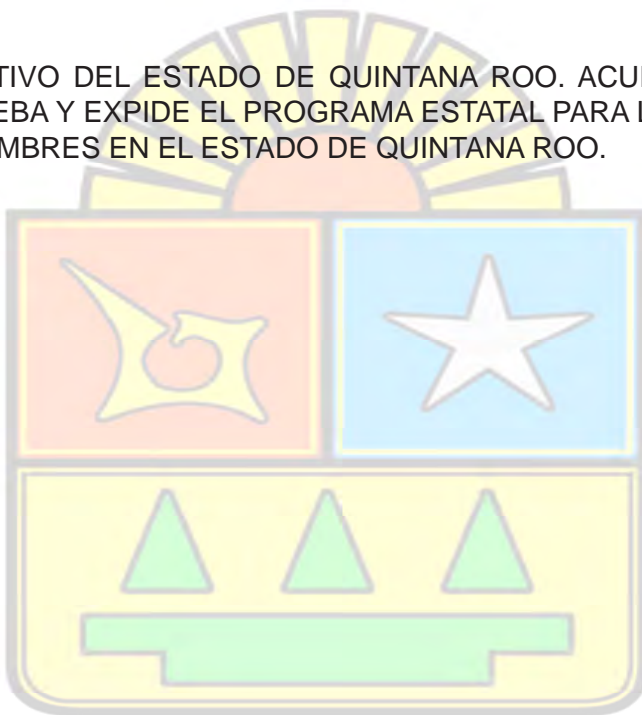 TIVO DEL ESTADO DE QUINTANA ROO. ACUE
EBA Y EXPIDE EL PROGRAMA ESTATAL PARA L
MBRES EN EL ESTADO DE QUINTANA ROO.